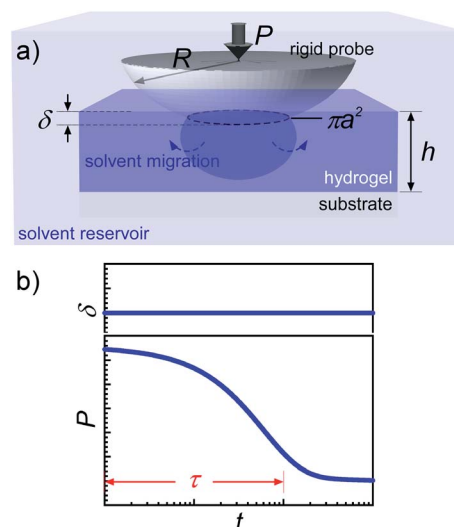 a)
P
R
rigid probe
δ
πa²
solvent migration
h
hydrogel
substrate
solvent reservoir
b)
δ
P
τ
t